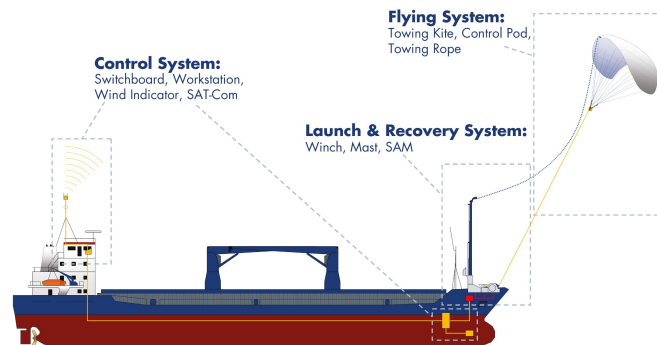 Flying System:
Towing Kite, Control Pod,
Towing Rope
Control System:
Switchboard, Workstation,
Wind Indicator, SAT-Com
Launch & Recovery System:
Winch, Mast, SAM